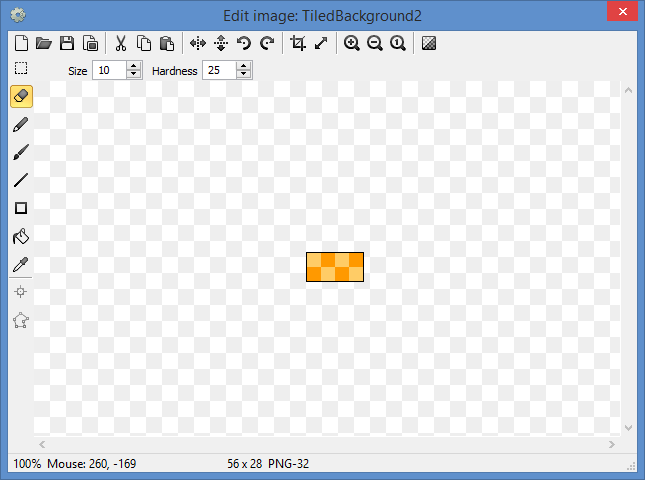 Edit image: TiledBackground2
Size 10 Hardness 25
100% Mouse: 260, -169 56 x 28 PNG-32